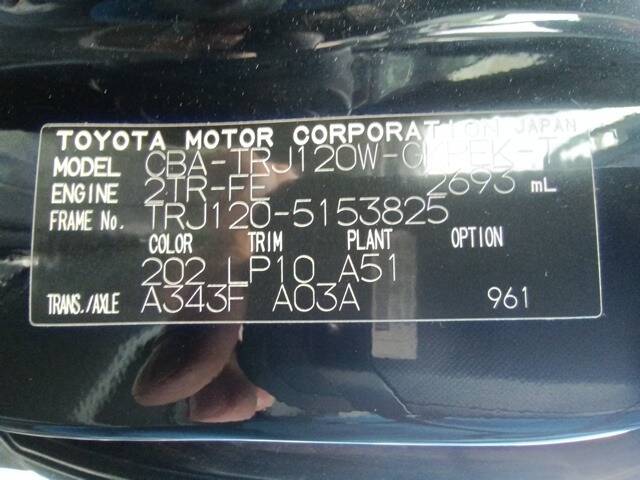 TOYOTA MOTOR CORPORATION JAPAN
MODEL CBA-TRJ120W-GKPEK-T
ENGINE 2TR-FE 2693 mL
FRAME No. TRJ120-5153825
COLOR TRIM PLANT OPTION
202 LP10 A51
TRANS./AXLE A343F A03A 961